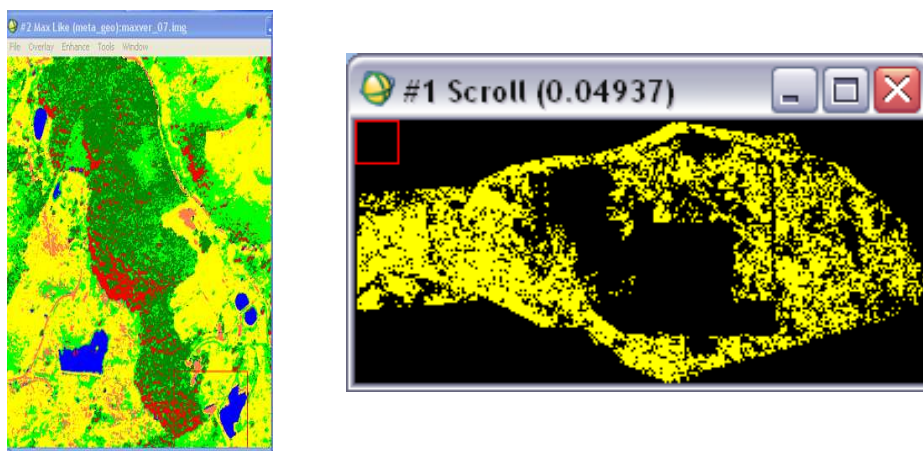 #2 Max Like (meta_geo):maxver_07.img
File Overlay Enhance Tools Window
#1 Scroll (0.04937)